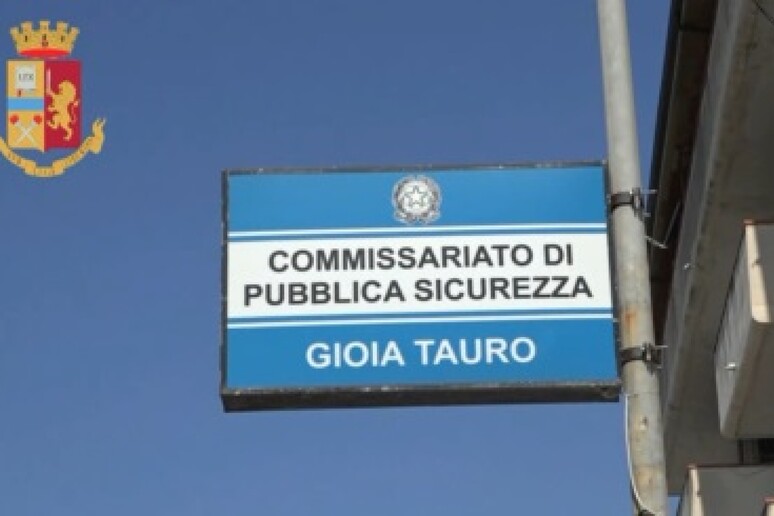 COMMISSARIATO DI
PUBBLICA SICUREZZA
GIOIA TAURO